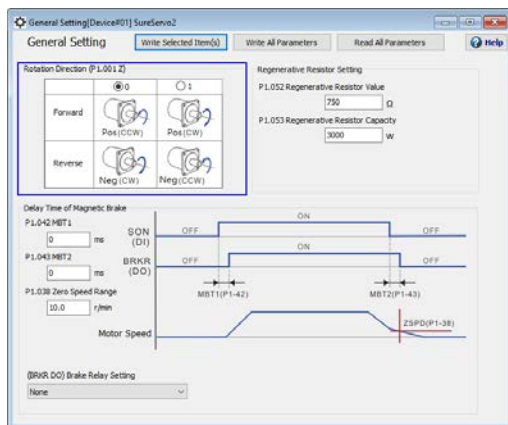 General Setting[Device#01] SureServo2
General Setting
Write Selected Item(s)
Write All Parameters
Read All Parameters
Help
Rotation Direction (P1.001 Z)
0
1
Forward
Pos(CCW)
Pos(CW)
Reverse
Neg(CW)
Neg(CCW)
Regenerative Resistor Setting
P1.052 Regenerative Resistor Value
750 Ω
P1.053 Regenerative Resistor Capacity
3000 W
Delay Time of Magnetic Brake
P1.042 MBT1
0 ms
P1.043 MBT2
0 ms
P1.038 Zero Speed Range
10.0 r/min
SON (DI)
OFF
ON
OFF
BRKR (DO)
OFF
ON
OFF
MBT1(P1-42)
MBT2(P1-43)
ZSPD(P1-38)
Motor Speed
(BRKR DO) Brake Relay Setting
None